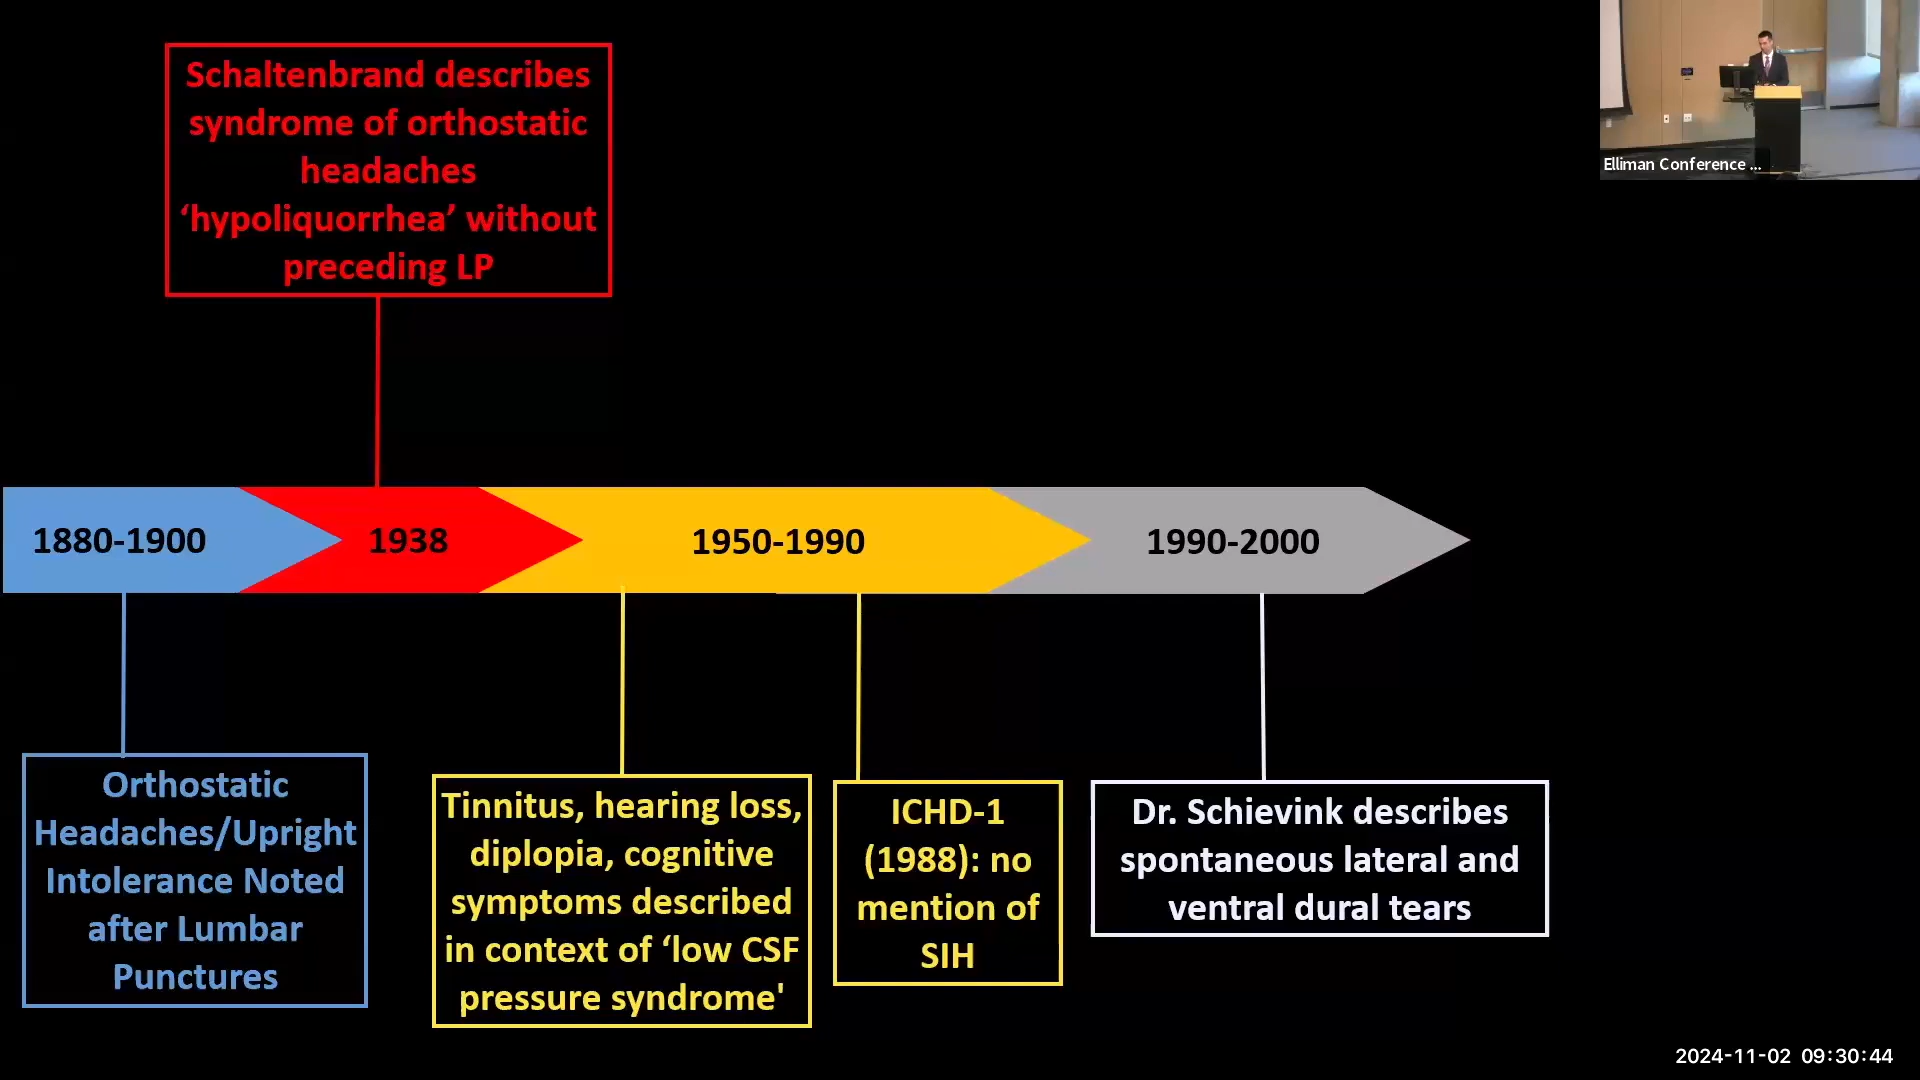 Schaltenbrand describes
syndrome of orthostatic
headaches
‘hypoliquorrhea’ without
preceding LP
Elliman Conference ...
1880-1900
1938
1950-1990
1990-2000
Orthostatic
Headaches/Upright
Intolerance Noted
after Lumbar
Punctures
Tinnitus, hearing loss,
diplopia, cognitive
symptoms described
in context of ‘low CSF
pressure syndrome'
ICHD-1
(1988): no
mention of
SIH
Dr. Schievink describes
spontaneous lateral and
ventral dural tears
2024-11-02 09:30:44